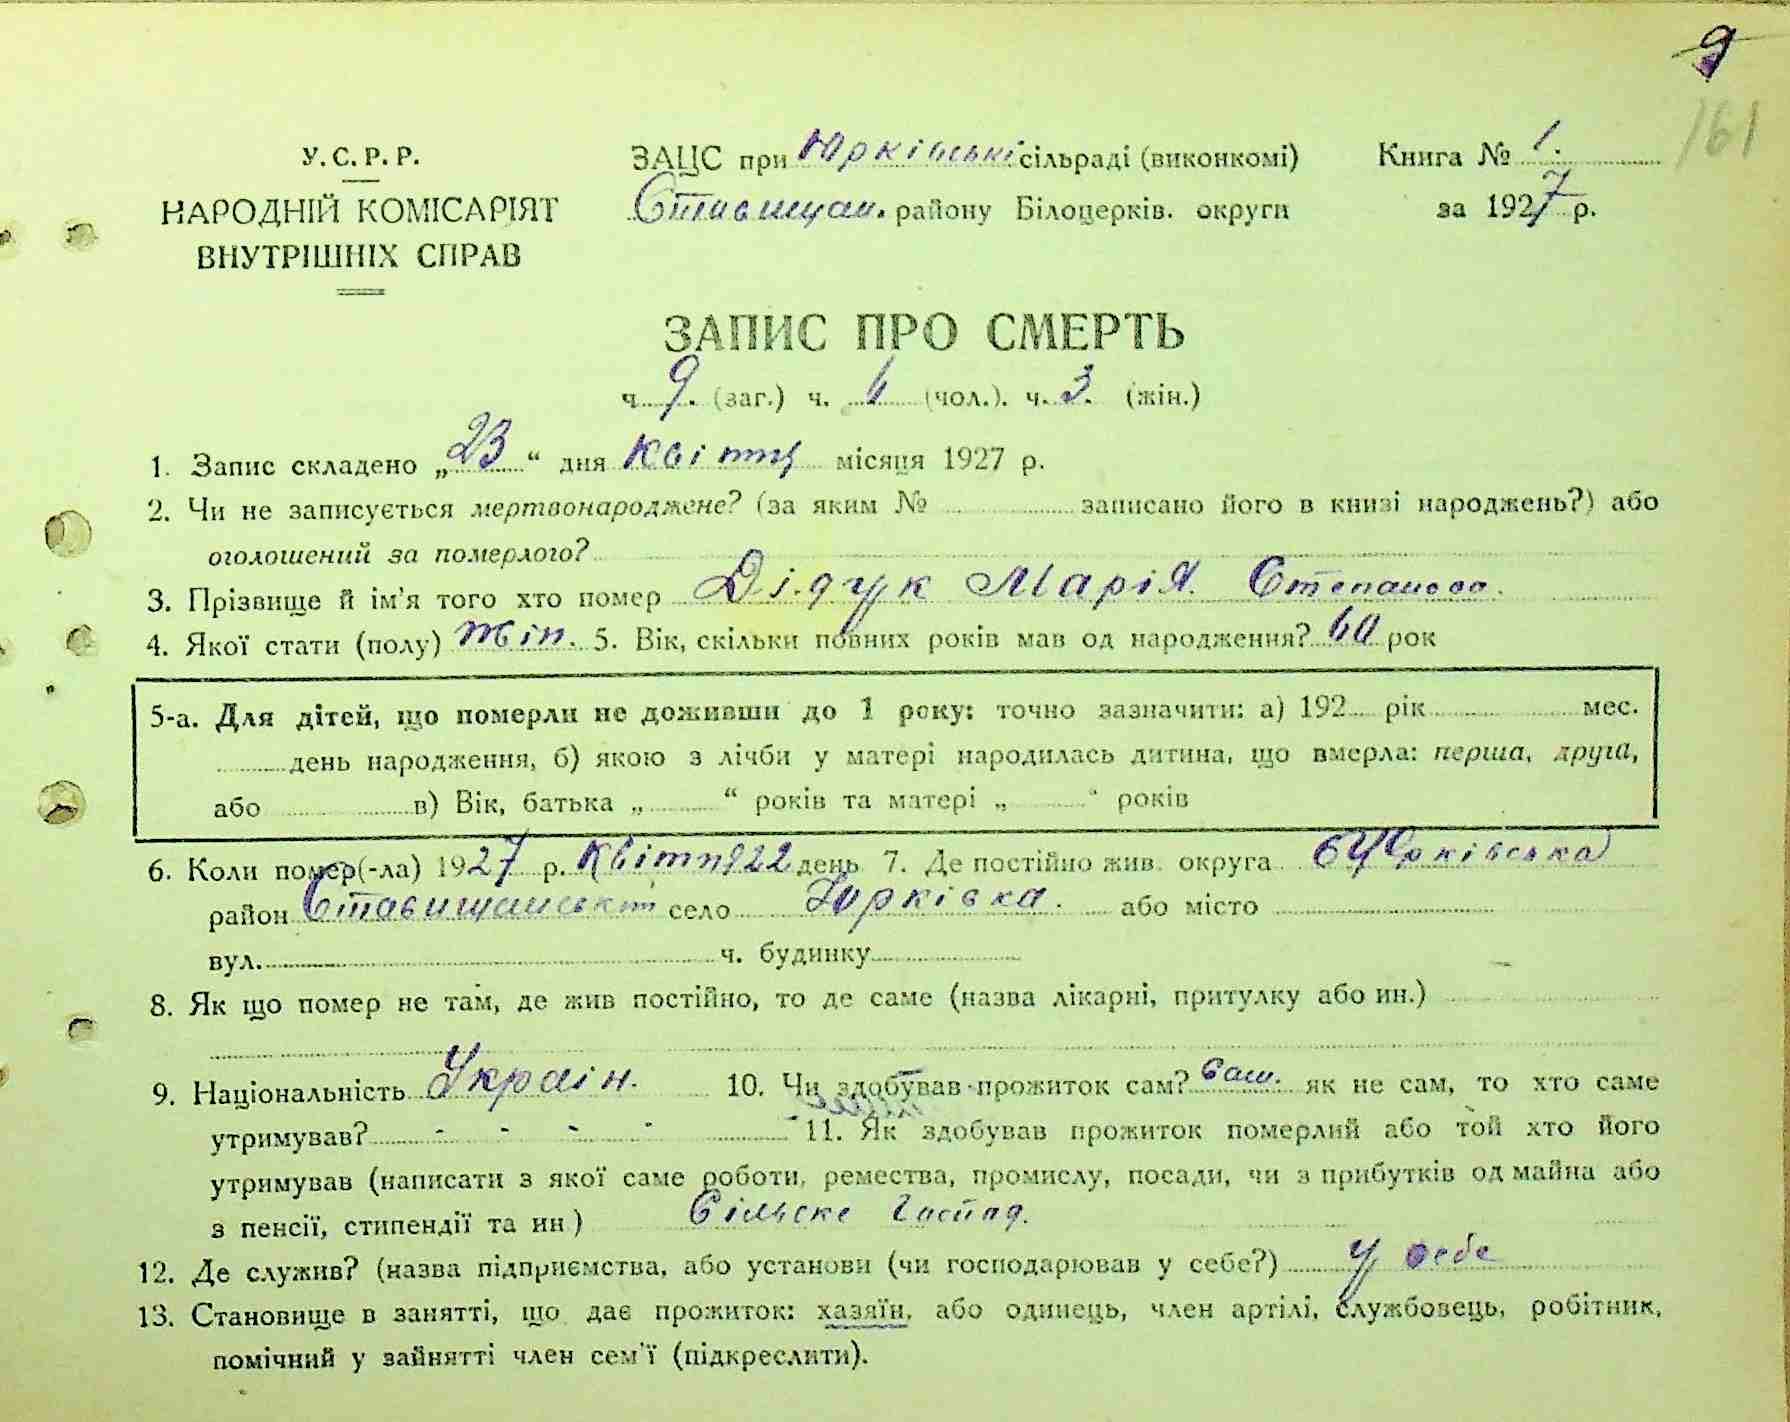 9
161
У.С.Р.Р.
НАРОДНІЙ КОМІСАРІЯТ
ВНУТРІШНІХ СПРАВ
ЗАЦС при Юрківські сільраді (виконкомі)
Ставищан. району Білоцерків. округи
Книга № 1.
за 1927 р.
ЗАПИС ПРО СМЕРТЬ
ч. 9. (заг.) ч. 6 (чол.). ч. 3. (жін.)
1. Запис складено „23“ дня Квітня місяця 1927 р.
2. Чи не записується мертвонароджене? (за яким № записано його в книзі народжень?) або
оголошений за померлого?
3. Прізвище й ім'я того хто помер Дідук Марія Степанова.
4. Якої стати (полу) жін. 5. Вік, скільки повних років мав од народження? 60 рок
5-а. Для дітей, що померли не доживши до 1 року: точно зазначити: а) 192 рік мес.
день народження, б) якою з лічби у матері народилась дитина, що вмерла: перша, друга,
або в) Вік, батька „ “ років та матері „ “ років
6. Коли помер(-ла) 1927 р. Квітня 22 день 7. Де постійно жив. округа
район село Юрківка. або місто
вул. ч. будинку
8. Як що помер не там, де жив постійно, то де саме (назва лікарні, притулку або ин.)
9. Національність Україн. 10. Чи здобував прожиток сам? сам. як не сам, то хто саме
утримував? - - - - 11. Як здобував прожиток померлий або той хто його
утримував (написати з якої саме роботи, ремества, промислу, посади, чи з прибутків од майна або
з пенсії, стипендії та ин) Сільске Господ.
12. Де служив? (назва підприємства, або установи (чи господарював у себе?) у себе
13. Становище в занятті, що дає прожиток: хазяїн, або одинець, член артілі, службовець, робітник,
помічний у зайнятті член сем'ї (підкреслити).